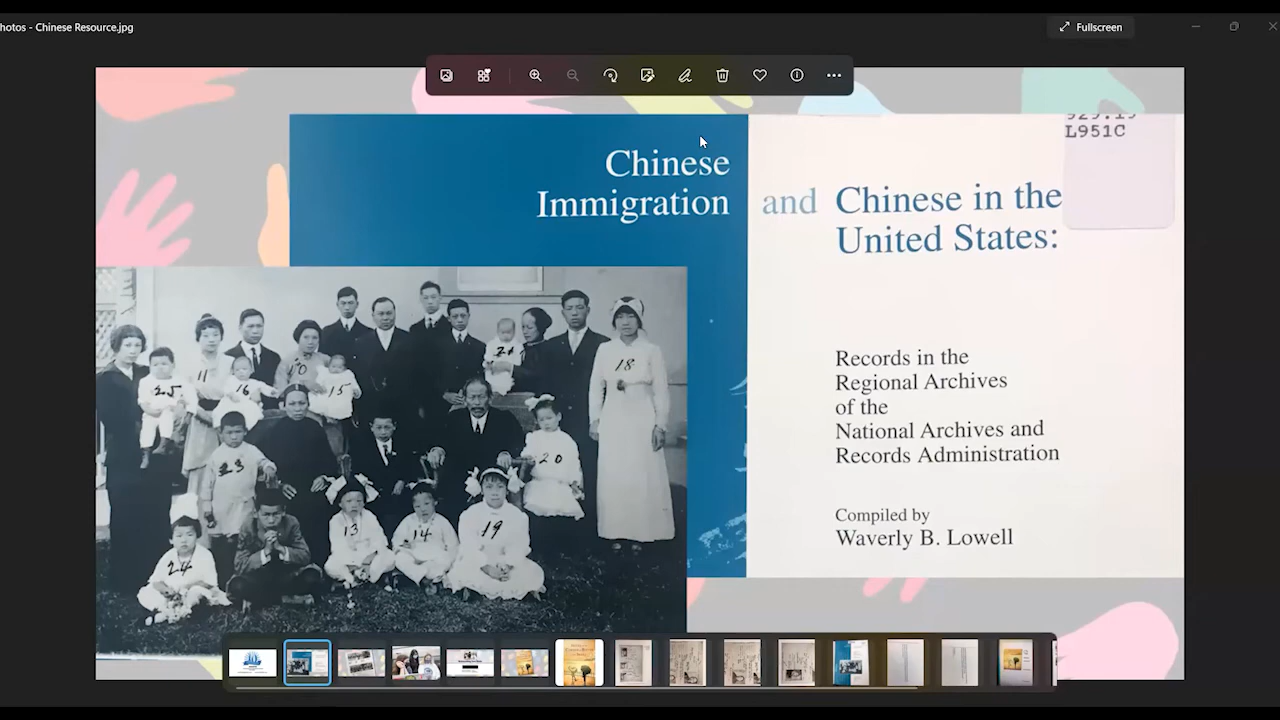 hotos - Chinese Resource.jpg
Fullscreen
L951C
Chinese
Immigration
and Chinese in the
United States:
Records in the
Regional Archives
of the
National Archives and
Records Administration
Compiled by
Waverly B. Lowell
25
11
16
10
15
18
23
20
13
14
19
24